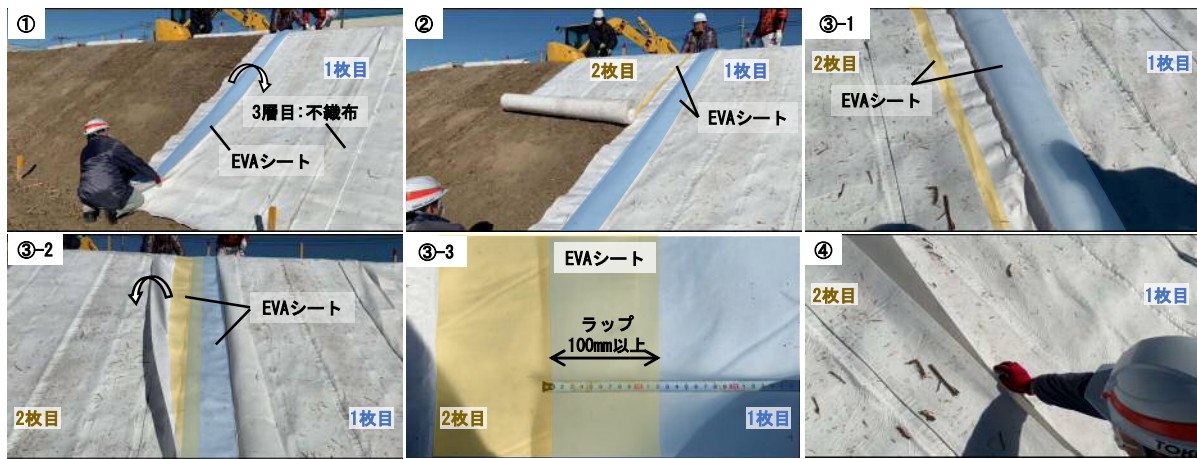 ①
1枚目
3層目:不織布
EVAシート
②
2枚目
1枚目
EVAシート
③-1
2枚目
1枚目
EVAシート
③-2
EVAシート
2枚目
1枚目
③-3
EVAシート
ラップ
100mm以上
2枚目
1枚目
④
2枚目
1枚目
TOK